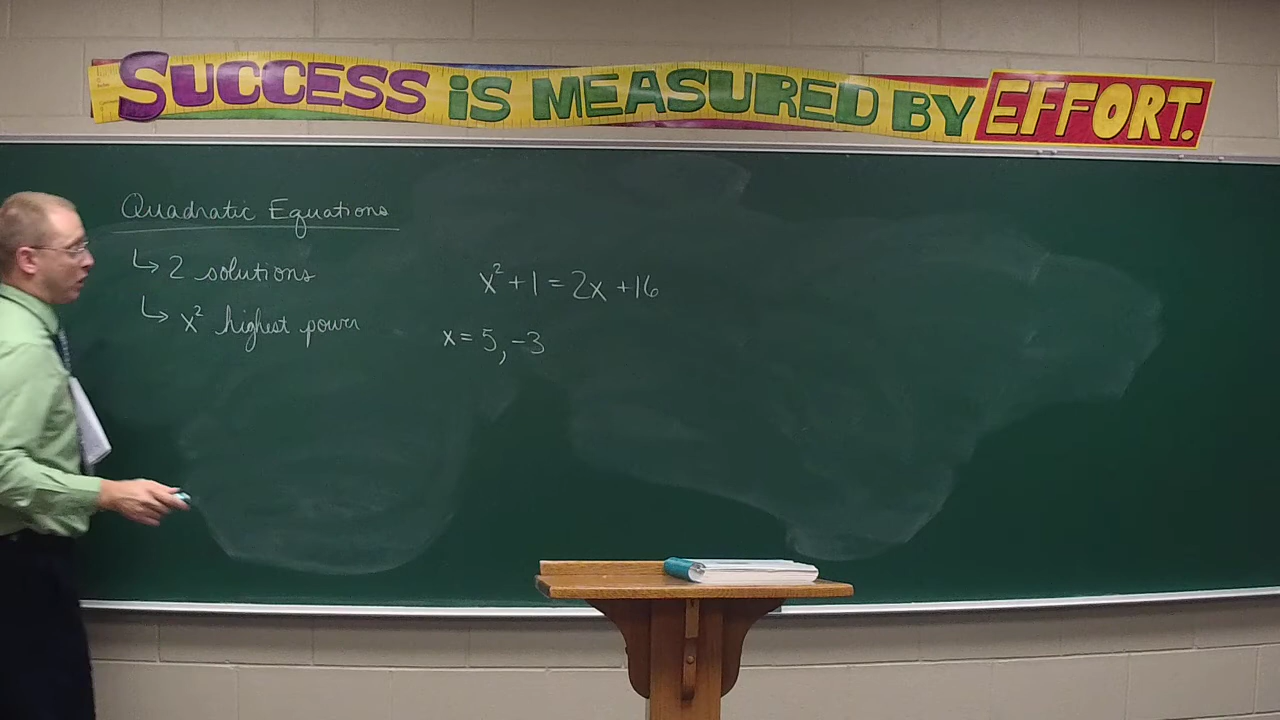 SUCCESS IS MEASURED BY EFFORT.
Quadratic Equations
↳ 2 solutions
↳ x² highest power
x² + 1 = 2x + 16
x = 5, -3